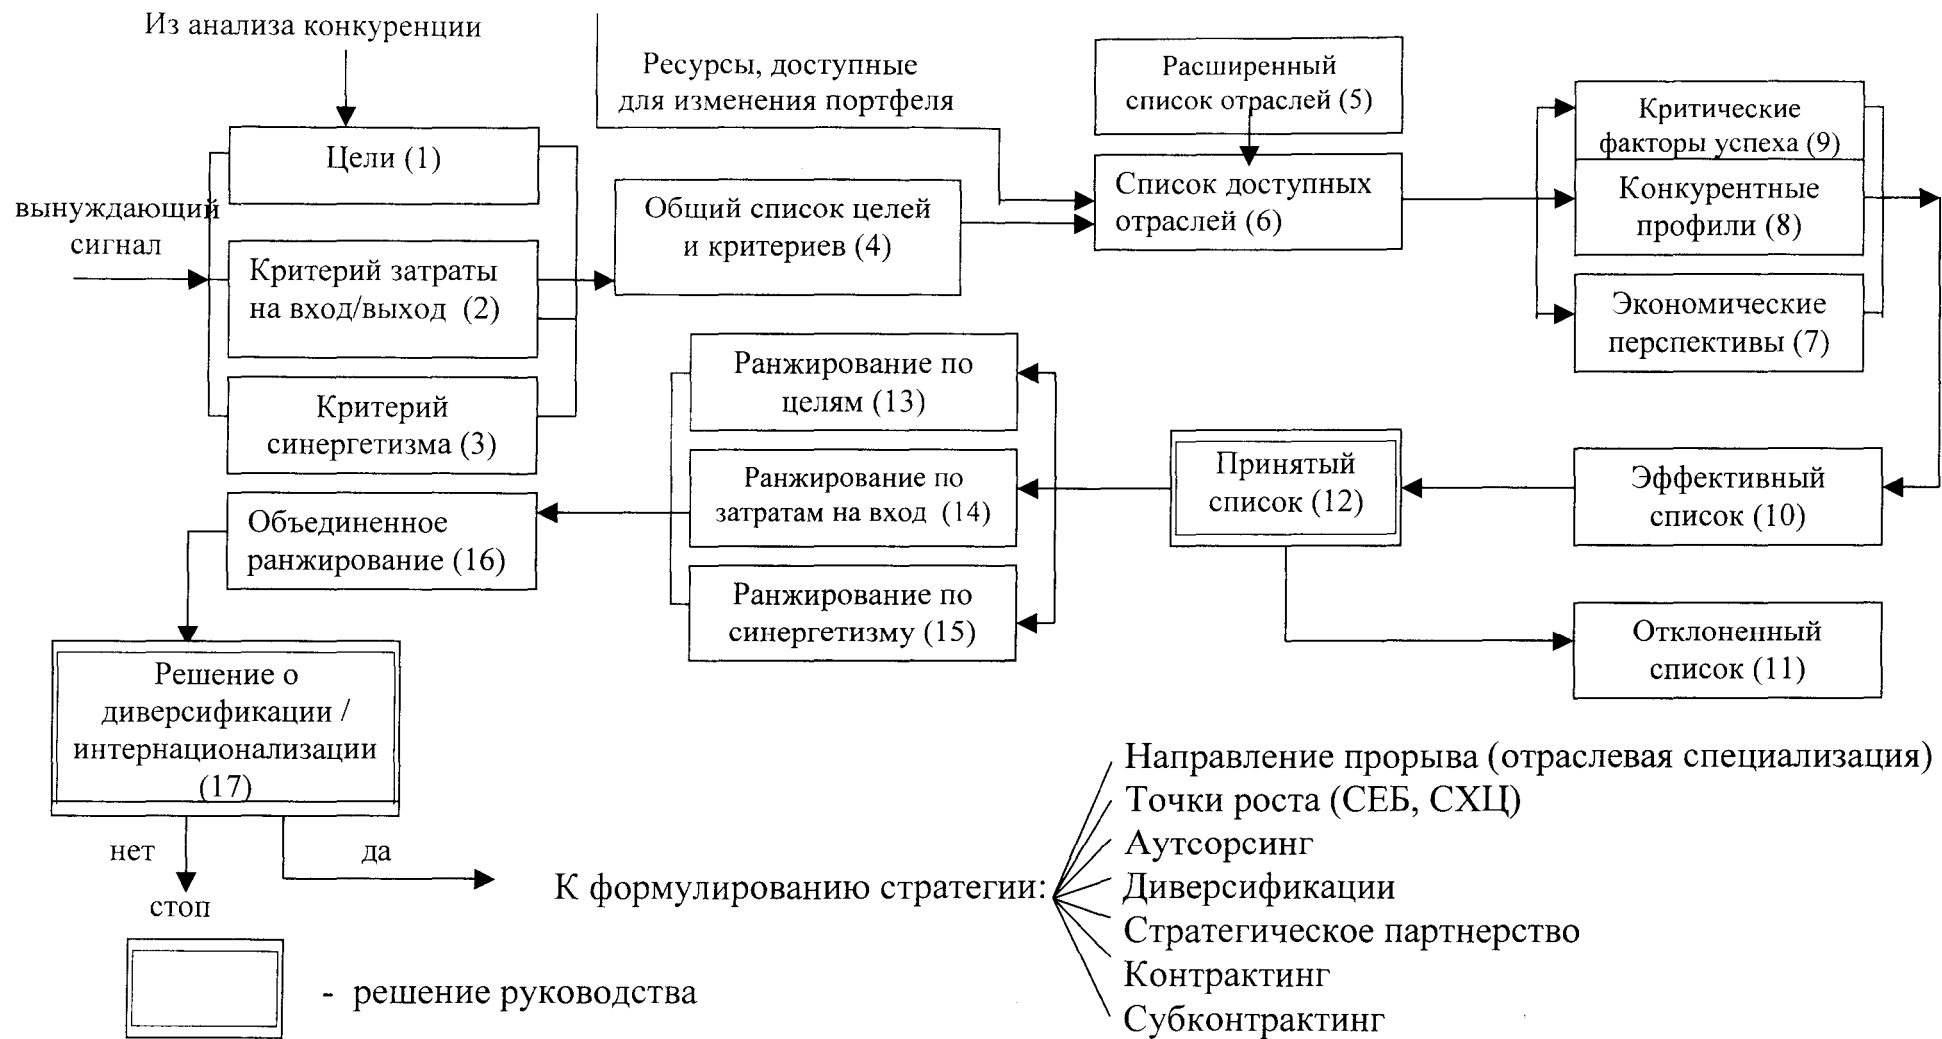 Из анализа конкуренции
Ресурсы, доступные
для изменения портфеля
Расширенный
список отраслей (5)
Критические
факторы успеха (9)
Цели (1)
Список доступных
отраслей (6)
Конкурентные
профили (8)
вынуждающий
сигнал
Общий список целей
и критериев (4)
Критерий затраты
на вход/выход (2)
Экономические
перспективы (7)
Ранжирование по
целям (13)
Критерий
синергетизма (3)
Принятый
список (12)
Эффективный
список (10)
Ранжирование по
затратам на вход (14)
Объединенное
ранжирование (16)
Ранжирование по
синергетизму (15)
Отклоненный
список (11)
Решение о
диверсификации /
интернационализации
(17)
нет
да
стоп
К формулированию стратегии:
Направление прорыва (отраслевая специализация)
Точки роста (СЕБ, СХЦ)
Аутсорсинг
Диверсификации
Стратегическое партнерство
Контрактинг
Субконтрактинг
- решение руководства